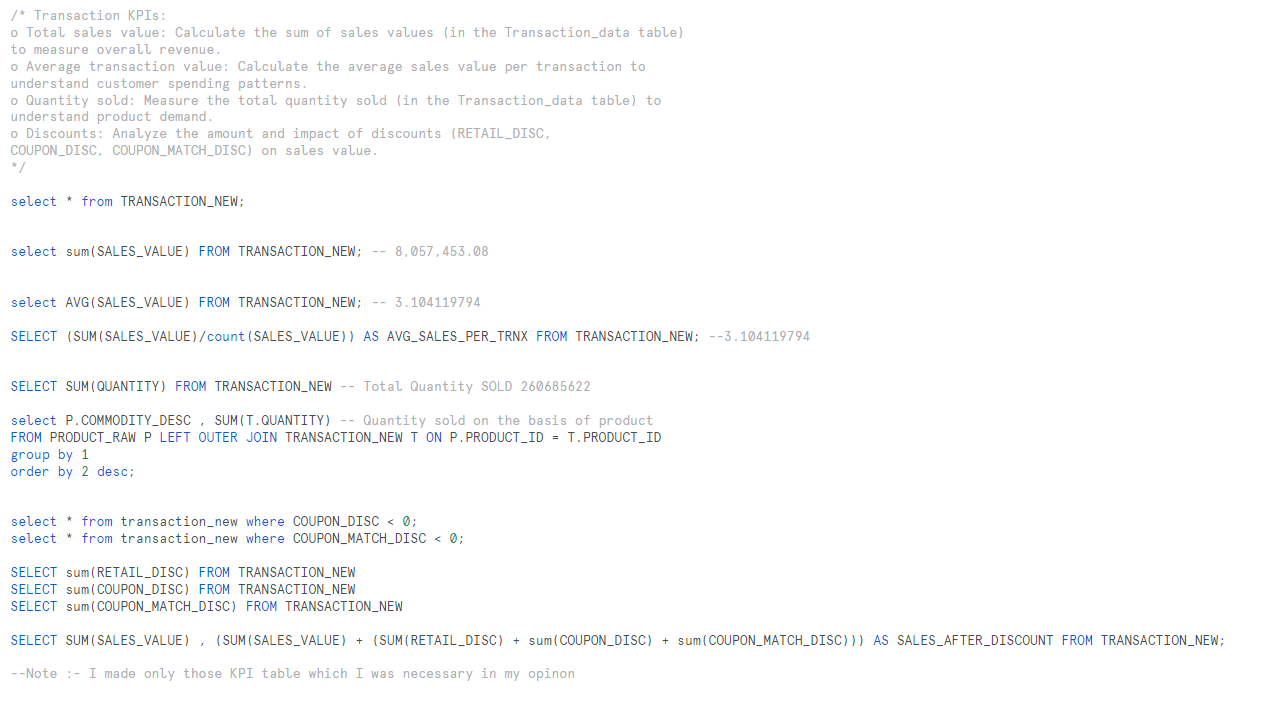 /* Transaction KPIs:
o Total sales value: Calculate the sum of sales values (in the Transaction_data table)
to measure overall revenue.
o Average transaction value: Calculate the average sales value per transaction to
understand customer spending patterns.
o Quantity sold: Measure the total quantity sold (in the Transaction_data table) to
understand product demand.
o Discounts: Analyze the amount and impact of discounts (RETAIL_DISC,
COUPON_DISC, COUPON_MATCH_DISC) on sales value.
*/
select * from TRANSACTION_NEW;
select sum(SALES_VALUE) FROM TRANSACTION_NEW; -- 8,057,453.08
select AVG(SALES_VALUE) FROM TRANSACTION_NEW; -- 3.104119794
SELECT (SUM(SALES_VALUE)/count(SALES_VALUE)) AS AVG_SALES_PER_TRNX FROM TRANSACTION_NEW; --3.104119794
SELECT SUM(QUANTITY) FROM TRANSACTION_NEW -- Total Quantity SOLD 260685622
select P.COMMODITY_DESC , SUM(T.QUANTITY) -- Quantity sold on the basis of product
FROM PRODUCT_RAW P LEFT OUTER JOIN TRANSACTION_NEW T ON P.PRODUCT_ID = T.PRODUCT_ID
group by 1
order by 2 desc;
select * from transaction_new where COUPON_DISC < 0;
select * from transaction_new where COUPON_MATCH_DISC < 0;
SELECT sum(RETAIL_DISC) FROM TRANSACTION_NEW
SELECT sum(COUPON_DISC) FROM TRANSACTION_NEW
SELECT sum(COUPON_MATCH_DISC) FROM TRANSACTION_NEW
SELECT SUM(SALES_VALUE) , (SUM(SALES_VALUE) + (SUM(RETAIL_DISC) + sum(COUPON_DISC) + sum(COUPON_MATCH_DISC))) AS SALES_AFTER_DISCOUNT FROM TRANSACTION_NEW;
--Note :- I made only those KPI table which I was necessary in my opinon